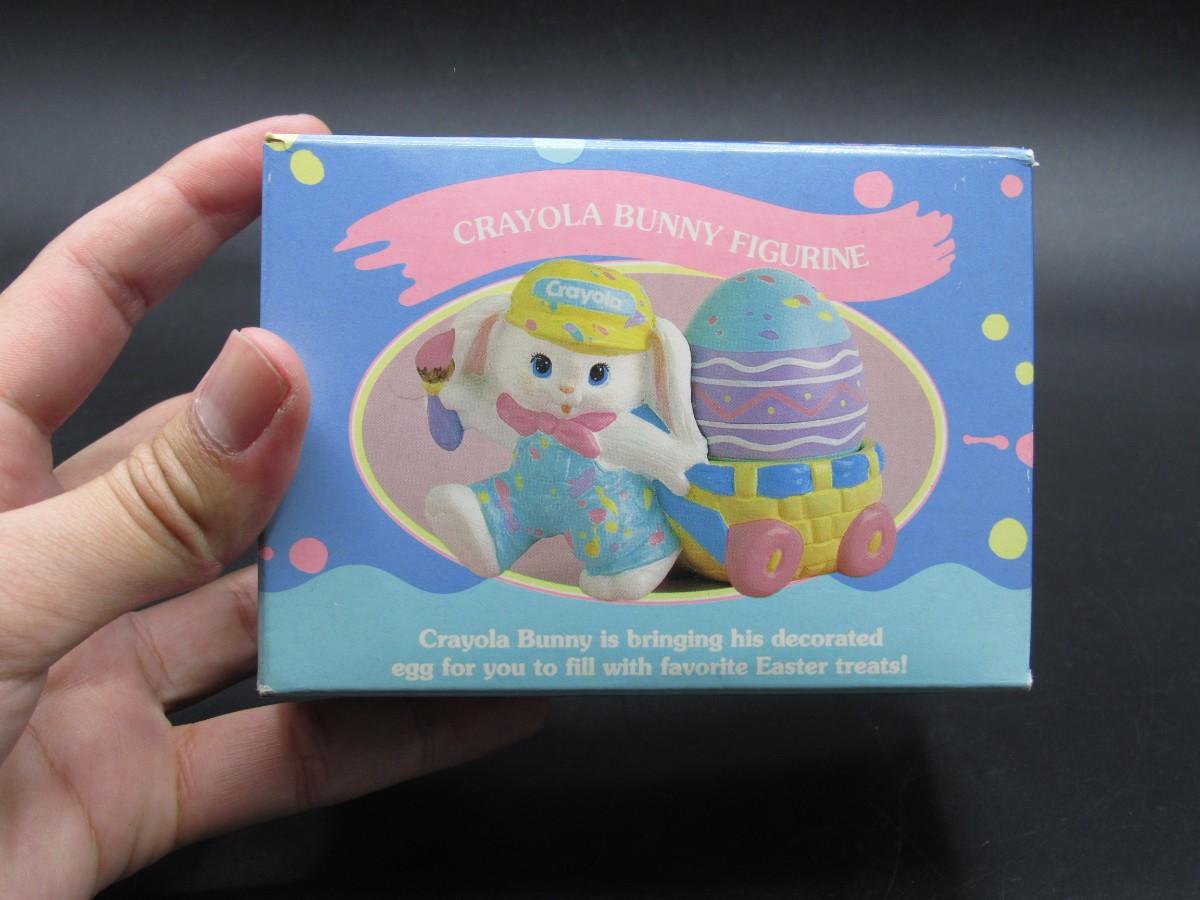 CRAYOLA BUNNY FIGURINE
Crayola
Crayola Bunny is bringing his decorated
egg for you to fill with favorite Easter treats!